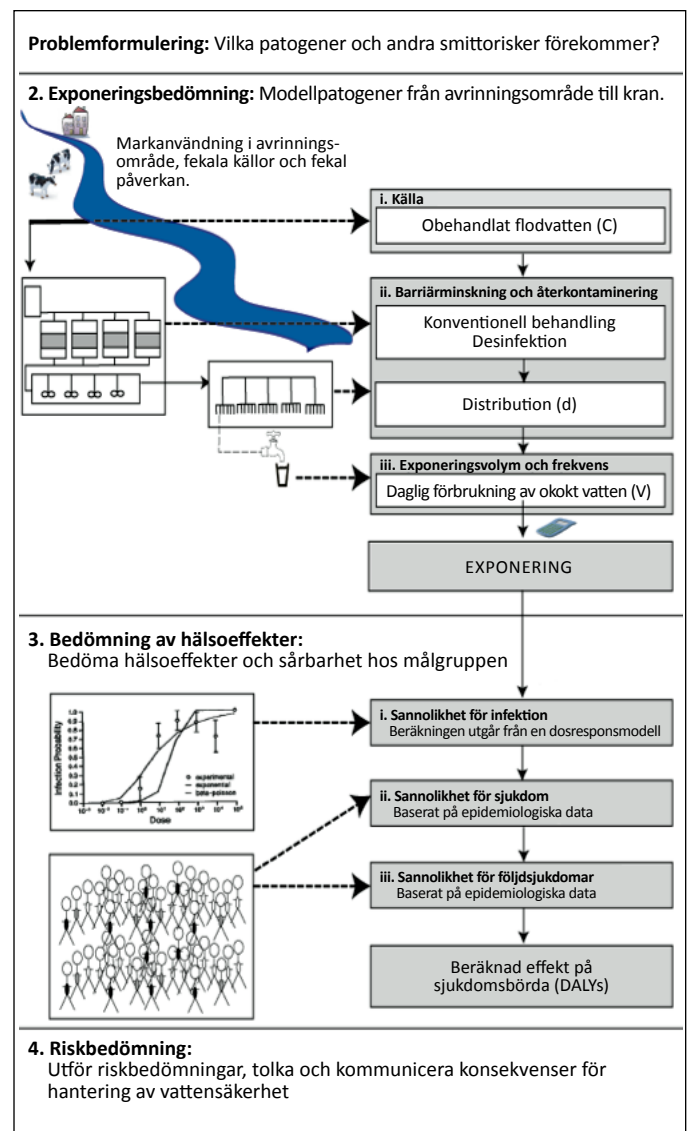 Problemformulering: Vilka patogener och andra smittorisker förekommer?
2. Exponeringsbedömning: Modellpatogener från avrinningsområde till kran.
Markanvändning i avrinnings-
område, fekala källor och fekal
påverkan.
i. Källa
Obehandlat flodvatten (C)
ii. Barriärminskning och återkontaminering
Konventionell behandling
Desinfektion
Distribution (d)
iii. Exponeringsvolym och frekvens
Daglig förbrukning av okokt vatten (V)
EXPONERING
3. Bedömning av hälsoeffekter:
Bedöma hälsoeffekter och sårbarhet hos målgruppen
Infection Probability
experimental
exponential
beta-poisson
Dose
i. Sannolikhet för infektion
Beräkningen utgår från en dosresponsmodell
ii. Sannolikhet för sjukdom
Baserat på epidemiologiska data
iii. Sannolikhet för följdsjukdomar
Baserat på epidemiologiska data
Beräknad effekt på
sjukdomsbörda (DALYs)
4. Riskbedömning:
Utför riskbedömningar, tolka och kommunicera konsekvenser för
hantering av vattensäkerhet